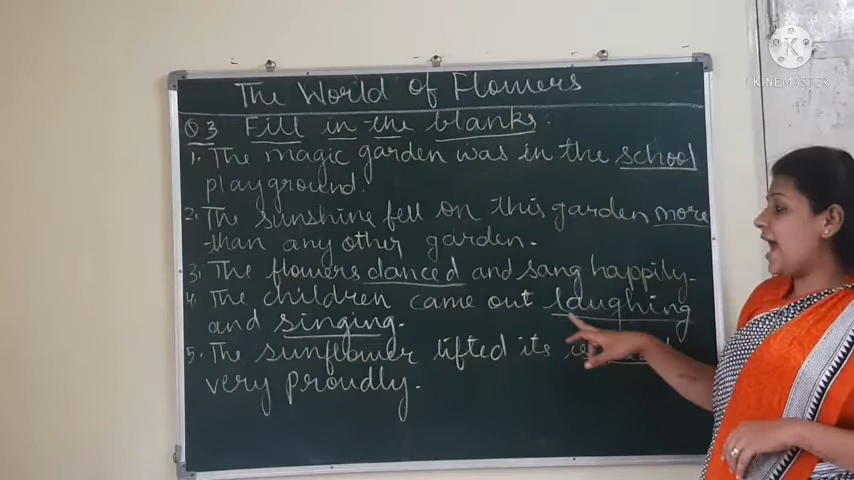 The World of Flowers
Q3 Fill in the blanks.
1. The magic garden was in the school
playground.
2. The sunshine fell on this garden more
than any other garden.
3. The flowers danced and sang happily.
4. The children came out laughing
and singing.
5. The sunflower lifted its
very proudly.
K
KINEMASTER